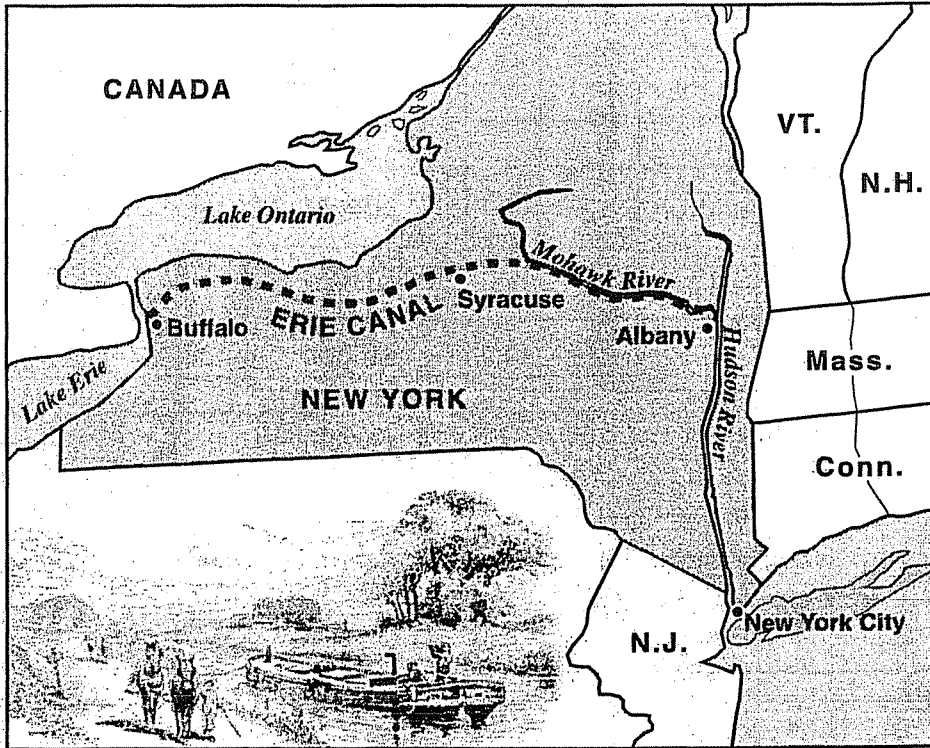 CANADA
VT.
N.H.
Lake Ontario
Mohawk River
Syracuse
ERIE CANAL
Buffalo
Albany
Hudson River
Mass.
Lake Erie
NEW YORK
Conn.
New York City
N.J.